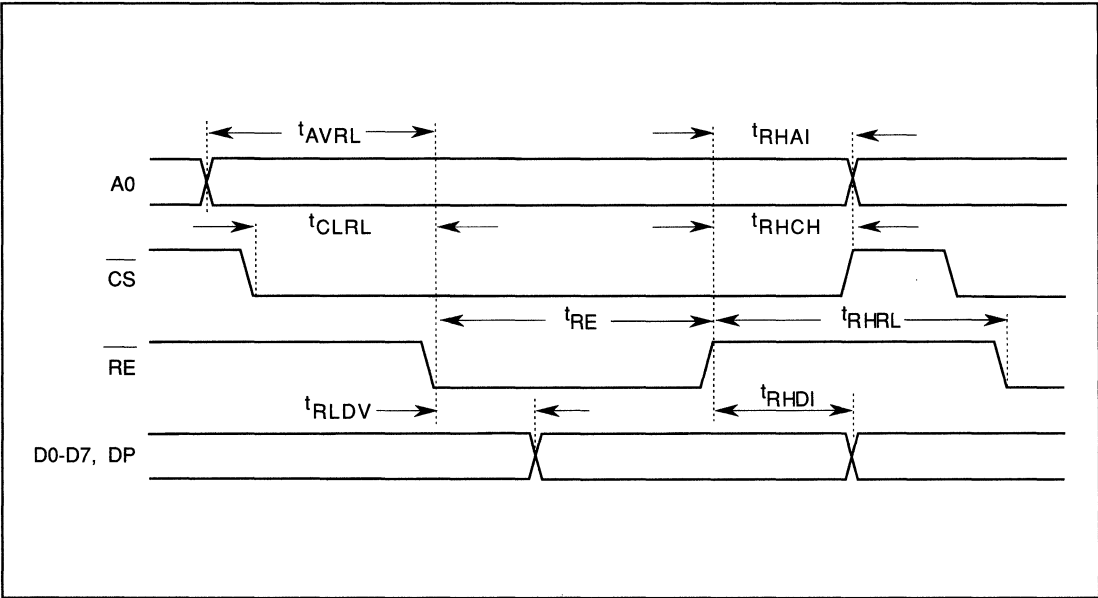 tAVRL tRHAI
A0
tCLRL tRHCH
CS
tRE tRHRL
RE
tRLDV tRHDI
D0-D7, DP